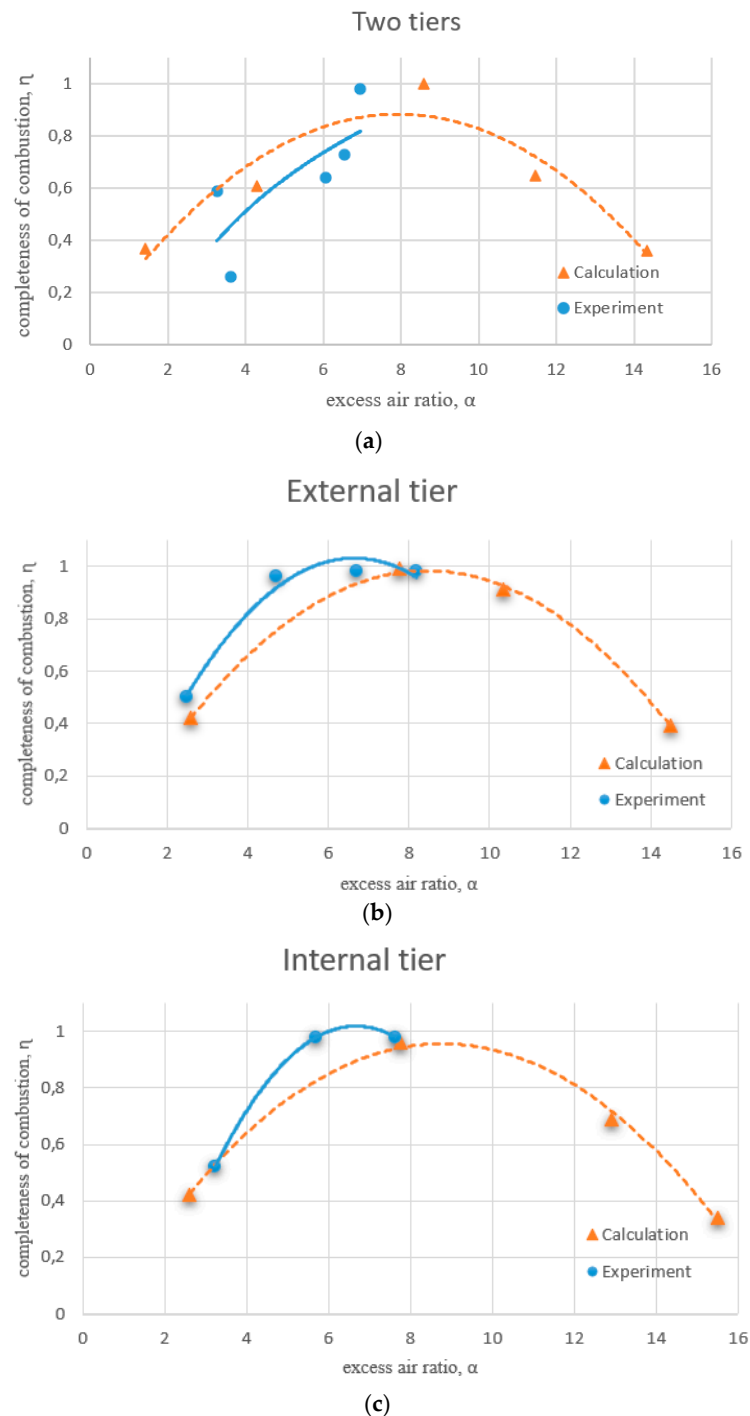 Two tiers
completeness of combustion, η
1
0,8
0,6
0,4
0,2
0
Calculation
Experiment
0 2 4 6 8 10 12 14 16
excess air ratio, α
(a)
External tier
completeness of combustion, η
1
0,8
0,6
0,4
0,2
0
Calculation
Experiment
0 2 4 6 8 10 12 14 16
excess air ratio, α
(b)
Internal tier
completeness of combustion, η
1
0,8
0,6
0,4
0,2
0
Calculation
Experiment
0 2 4 6 8 10 12 14 16
excess air ratio, α
(c)